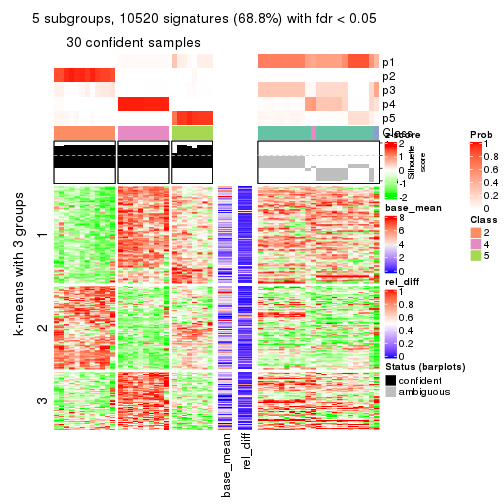 5 subgroups, 10520 signatures (68.8%) with fdr < 0.05
30 confident samples
p1
p2
p3
p4
p5
Class
k-means with 3 groups
1
2
3
base_mean
rel_diff
z-score
2
1
0
-1
-2
Silhouette
score
base_mean
8
6
4
2
0
rel_diff
1
0.8
0.6
0.4
0.2
0
Status (barplots)
confident
ambiguous
Prob
1
0.8
0.6
0.4
0.2
0
Class
2
4
5